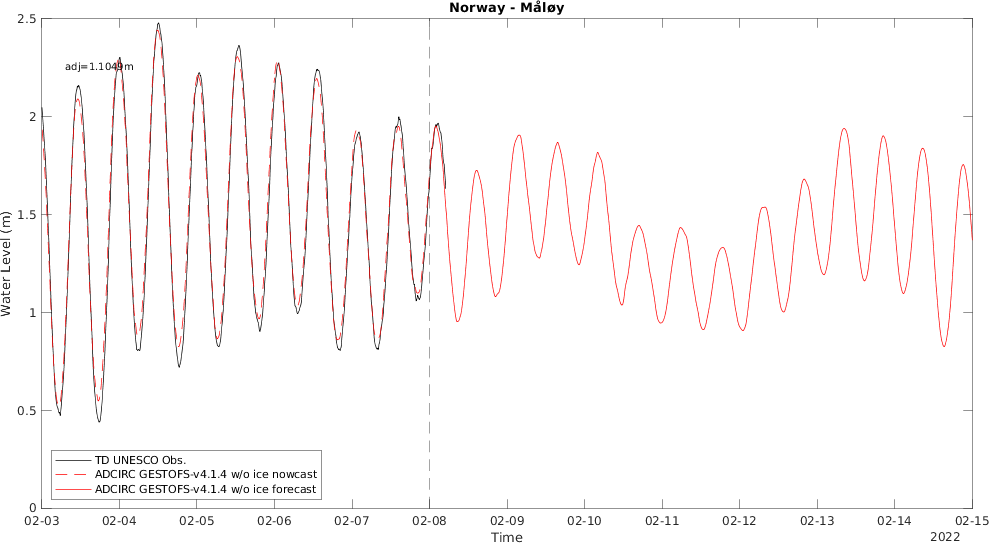 Norway - Måløy
2.5
2
1.5
1
0.5
0
Water Level (m)
adj=1.1049m
TD UNESCO Obs.
ADCIRC GESTOFS-v4.1.4 w/o ice nowcast
ADCIRC GESTOFS-v4.1.4 w/o ice forecast
02-03 02-04 02-05 02-06 02-07 02-08 02-09 02-10 02-11 02-12 02-13 02-14 02-15
Time
2022